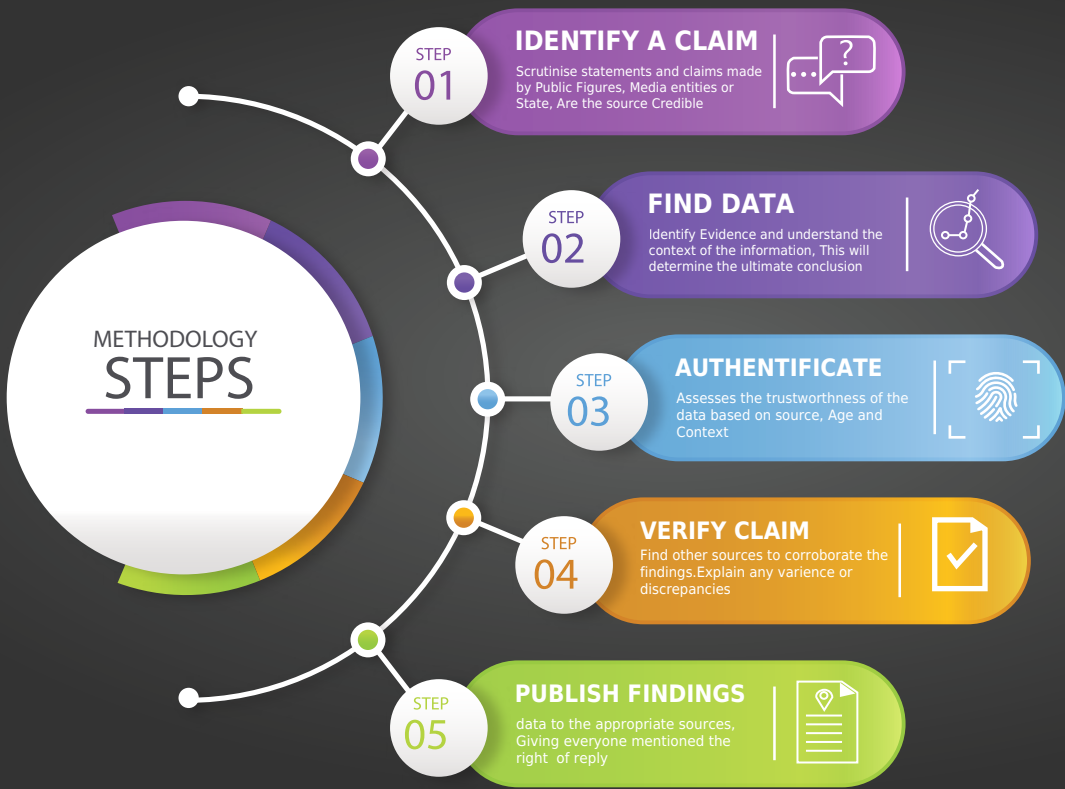 METHODOLOGY
STEPS
STEP
01
IDENTIFY A CLAIM
Scrutinise statements and claims made
by Public Figures, Media entities or
State, Are the source Credible
?
STEP
02
FIND DATA
Identify Evidence and understand the
context of the information, This will
determine the ultimate conclusion
STEP
03
AUTHENTIFICATE
Assesses the trustworthiness of the
data based on source, Age and
Context
STEP
04
VERIFY CLAIM
Find other sources to corroborate the
findings.Explain any varience or
discrepancies
STEP
05
PUBLISH FINDINGS
data to the appropriate sources,
Giving everyone mentioned the
right  of reply